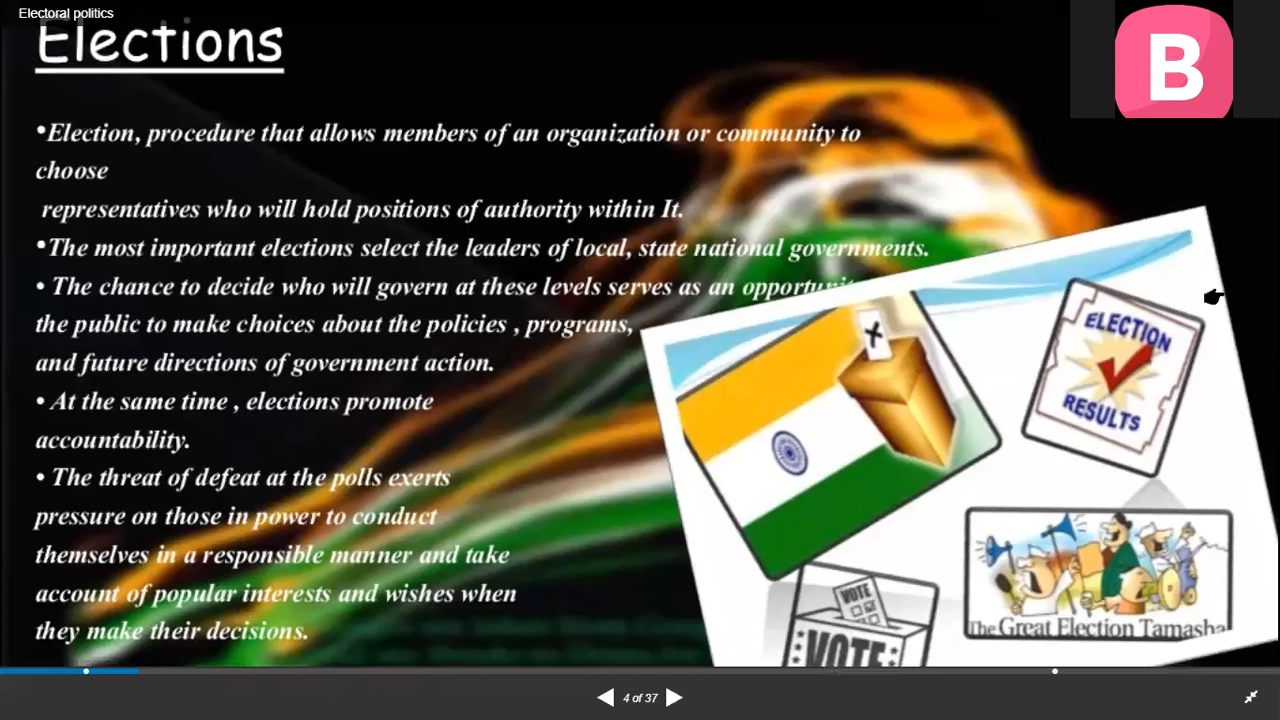 Electoral politics
B
Elections
•Election, procedure that allows members of an organization or community to
choose
representatives who will hold positions of authority within It.
•The most important elections select the leaders of local, state national governments.
• The chance to decide who will govern at these levels serves as an
the public to make choices about the policies , programs,
and future directions of government action.
• At the same time , elections promote
accountability.
• The threat of defeat at the polls exerts
pressure on those in power to conduct
themselves in a responsible manner and take
account of popular interests and wishes when
they make their decisions.
ELECTION
RESULTS
The Great Election Tamasha
VOTE
VOTE
4 of 37